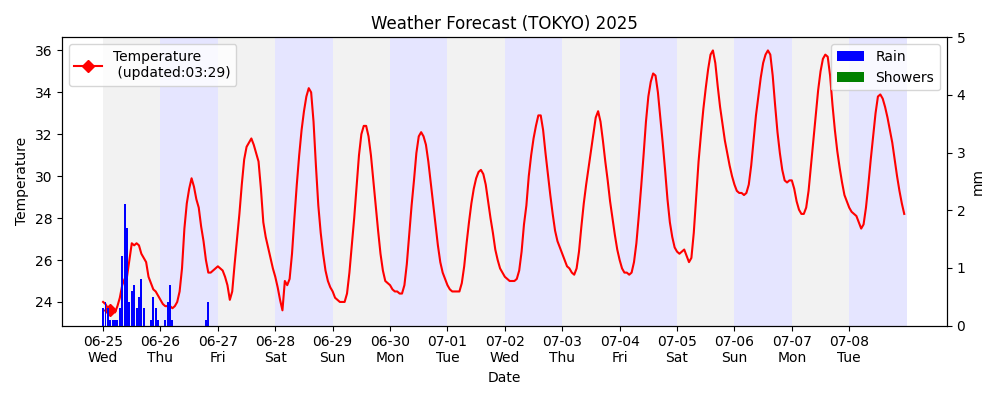 Weather Forecast (TOKYO) 2025
Temperature
(updated:03:29)
Rain
Showers
Temperature
36
34
32
30
28
26
24
5
4
3
2
1
0
mm
06-25 06-26 06-27 06-28 06-29 06-30 07-01 07-02 07-03 07-04 07-05 07-06 07-07 07-08
Wed Thu Fri Sat Sun Mon Tue Wed Thu Fri Sat Sun Mon Tue
Date